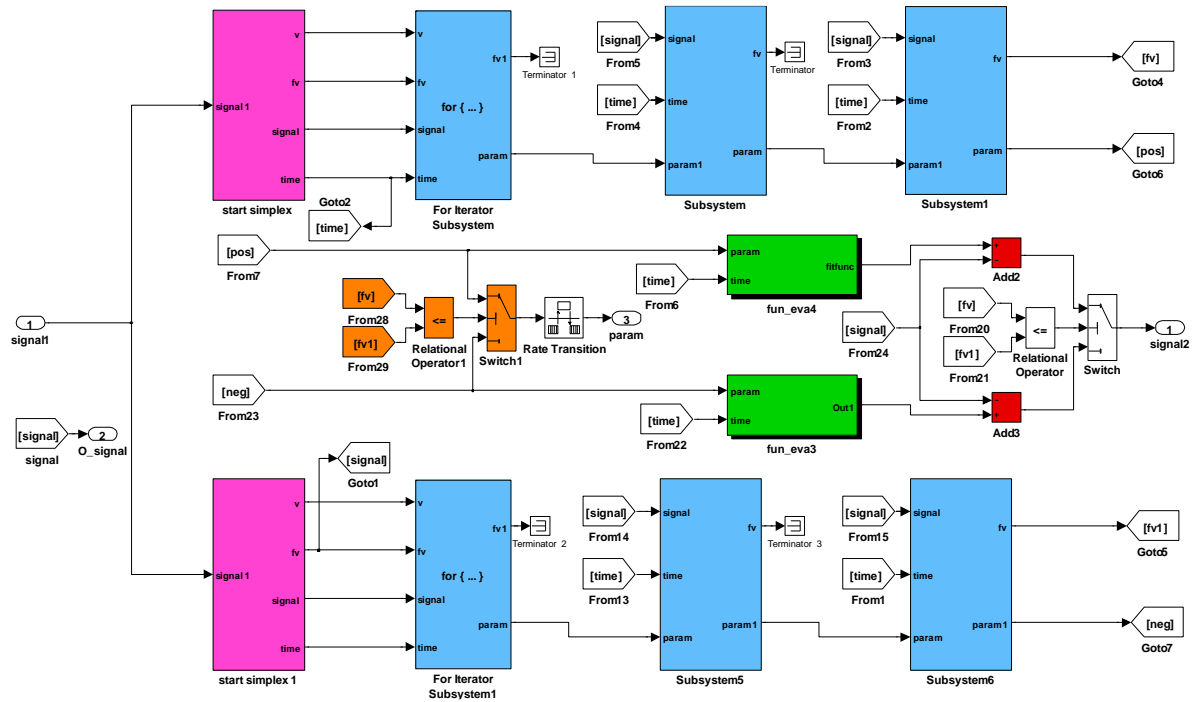 v
fv
signal 1
signal
time
start simplex
v
fv
for { ... }
signal
time
fv1
param
For Iterator
Subsystem
Terminator 1
Goto2
[time]
[signal]
From5
[time]
From4
signal
time
param1
fv
param
Subsystem
Terminator
[signal]
From3
[time]
From2
signal
time
param1
fv
param
Subsystem1
[fv]
Goto4
[pos]
Goto6
[pos]
From7
[fv]
From28
[fv1]
From29
<=
Relational
Operator1
Switch1
Rate Transition
3
param
[time]
From6
param
time
fitfunc
fun_eva4
+
−
Add2
[signal]
From24
[fv]
From20
[fv1]
From21
<=
Relational
Operator
Switch
1
signal2
1
signal1
[neg]
From23
[time]
From22
param
time
Out1
fun_eva3
−
+
Add3
[signal]
signal
2
O_signal
[signal]
Goto1
v
fv
signal 1
signal
time
start simplex 1
v
fv
for { ... }
signal
time
fv1
param
For Iterator
Subsystem1
Terminator 2
[signal]
From14
[time]
From13
signal
time
param
fv
param1
Subsystem5
Terminator 3
[signal]
From15
[time]
From1
signal
time
param
fv
param1
Subsystem6
[fv1]
Goto5
[neg]
Goto7